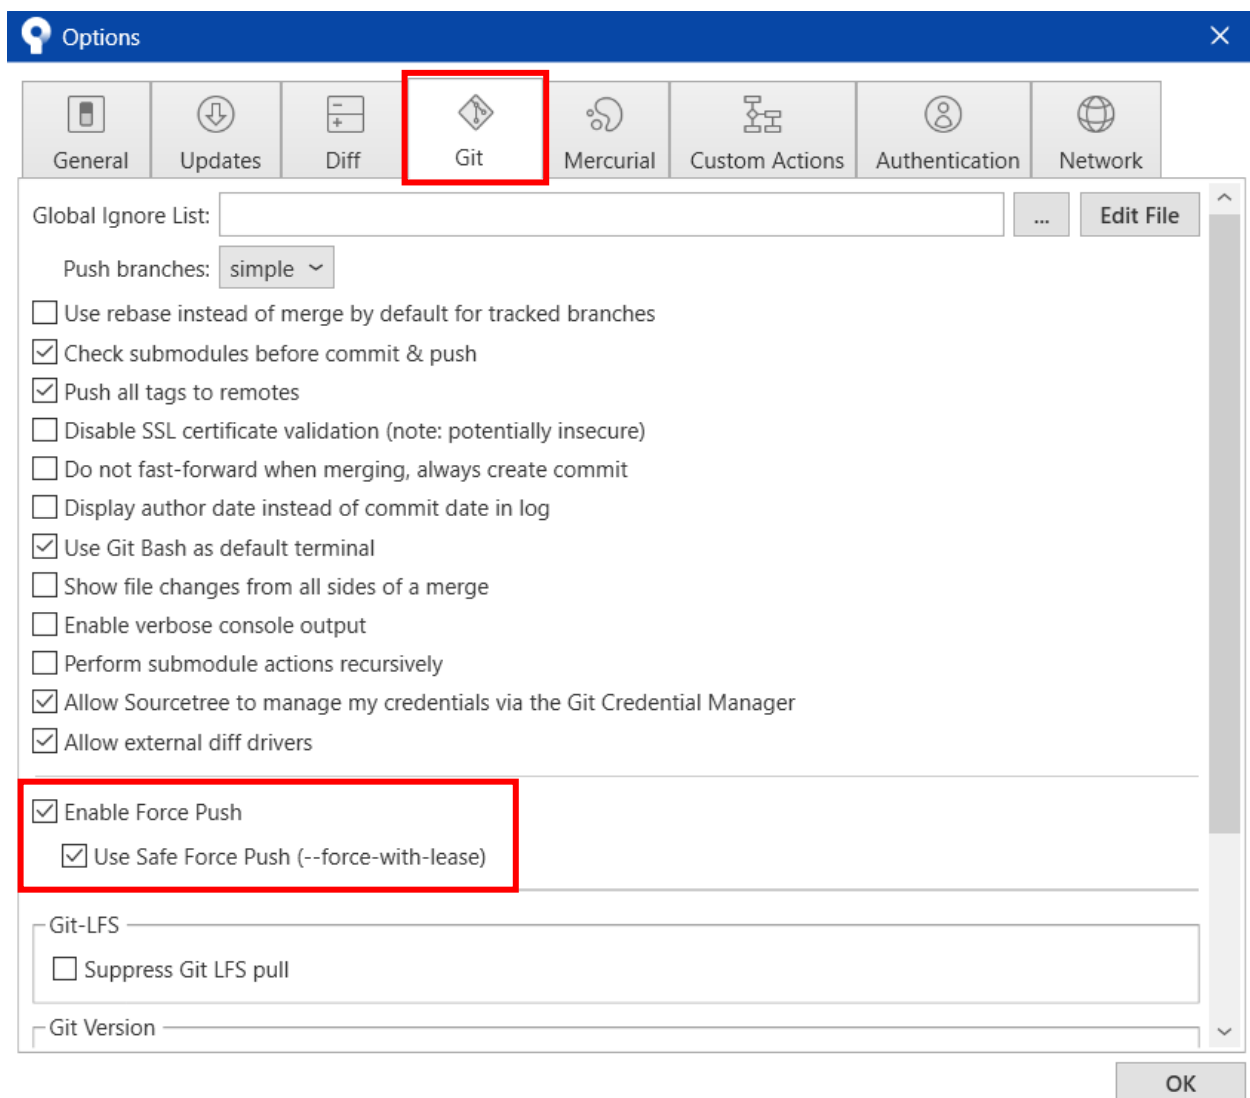 Options
General Updates Diff Git Mercurial Custom Actions Authentication Network
Global Ignore List: ... Edit File
Push branches: simple
Use rebase instead of merge by default for tracked branches
Check submodules before commit & push
Push all tags to remotes
Disable SSL certificate validation (note: potentially insecure)
Do not fast-forward when merging, always create commit
Display author date instead of commit date in log
Use Git Bash as default terminal
Show file changes from all sides of a merge
Enable verbose console output
Perform submodule actions recursively
Allow Sourcetree to manage my credentials via the Git Credential Manager
Allow external diff drivers
Enable Force Push
Use Safe Force Push (--force-with-lease)
Git-LFS
Suppress Git LFS pull
Git Version
OK